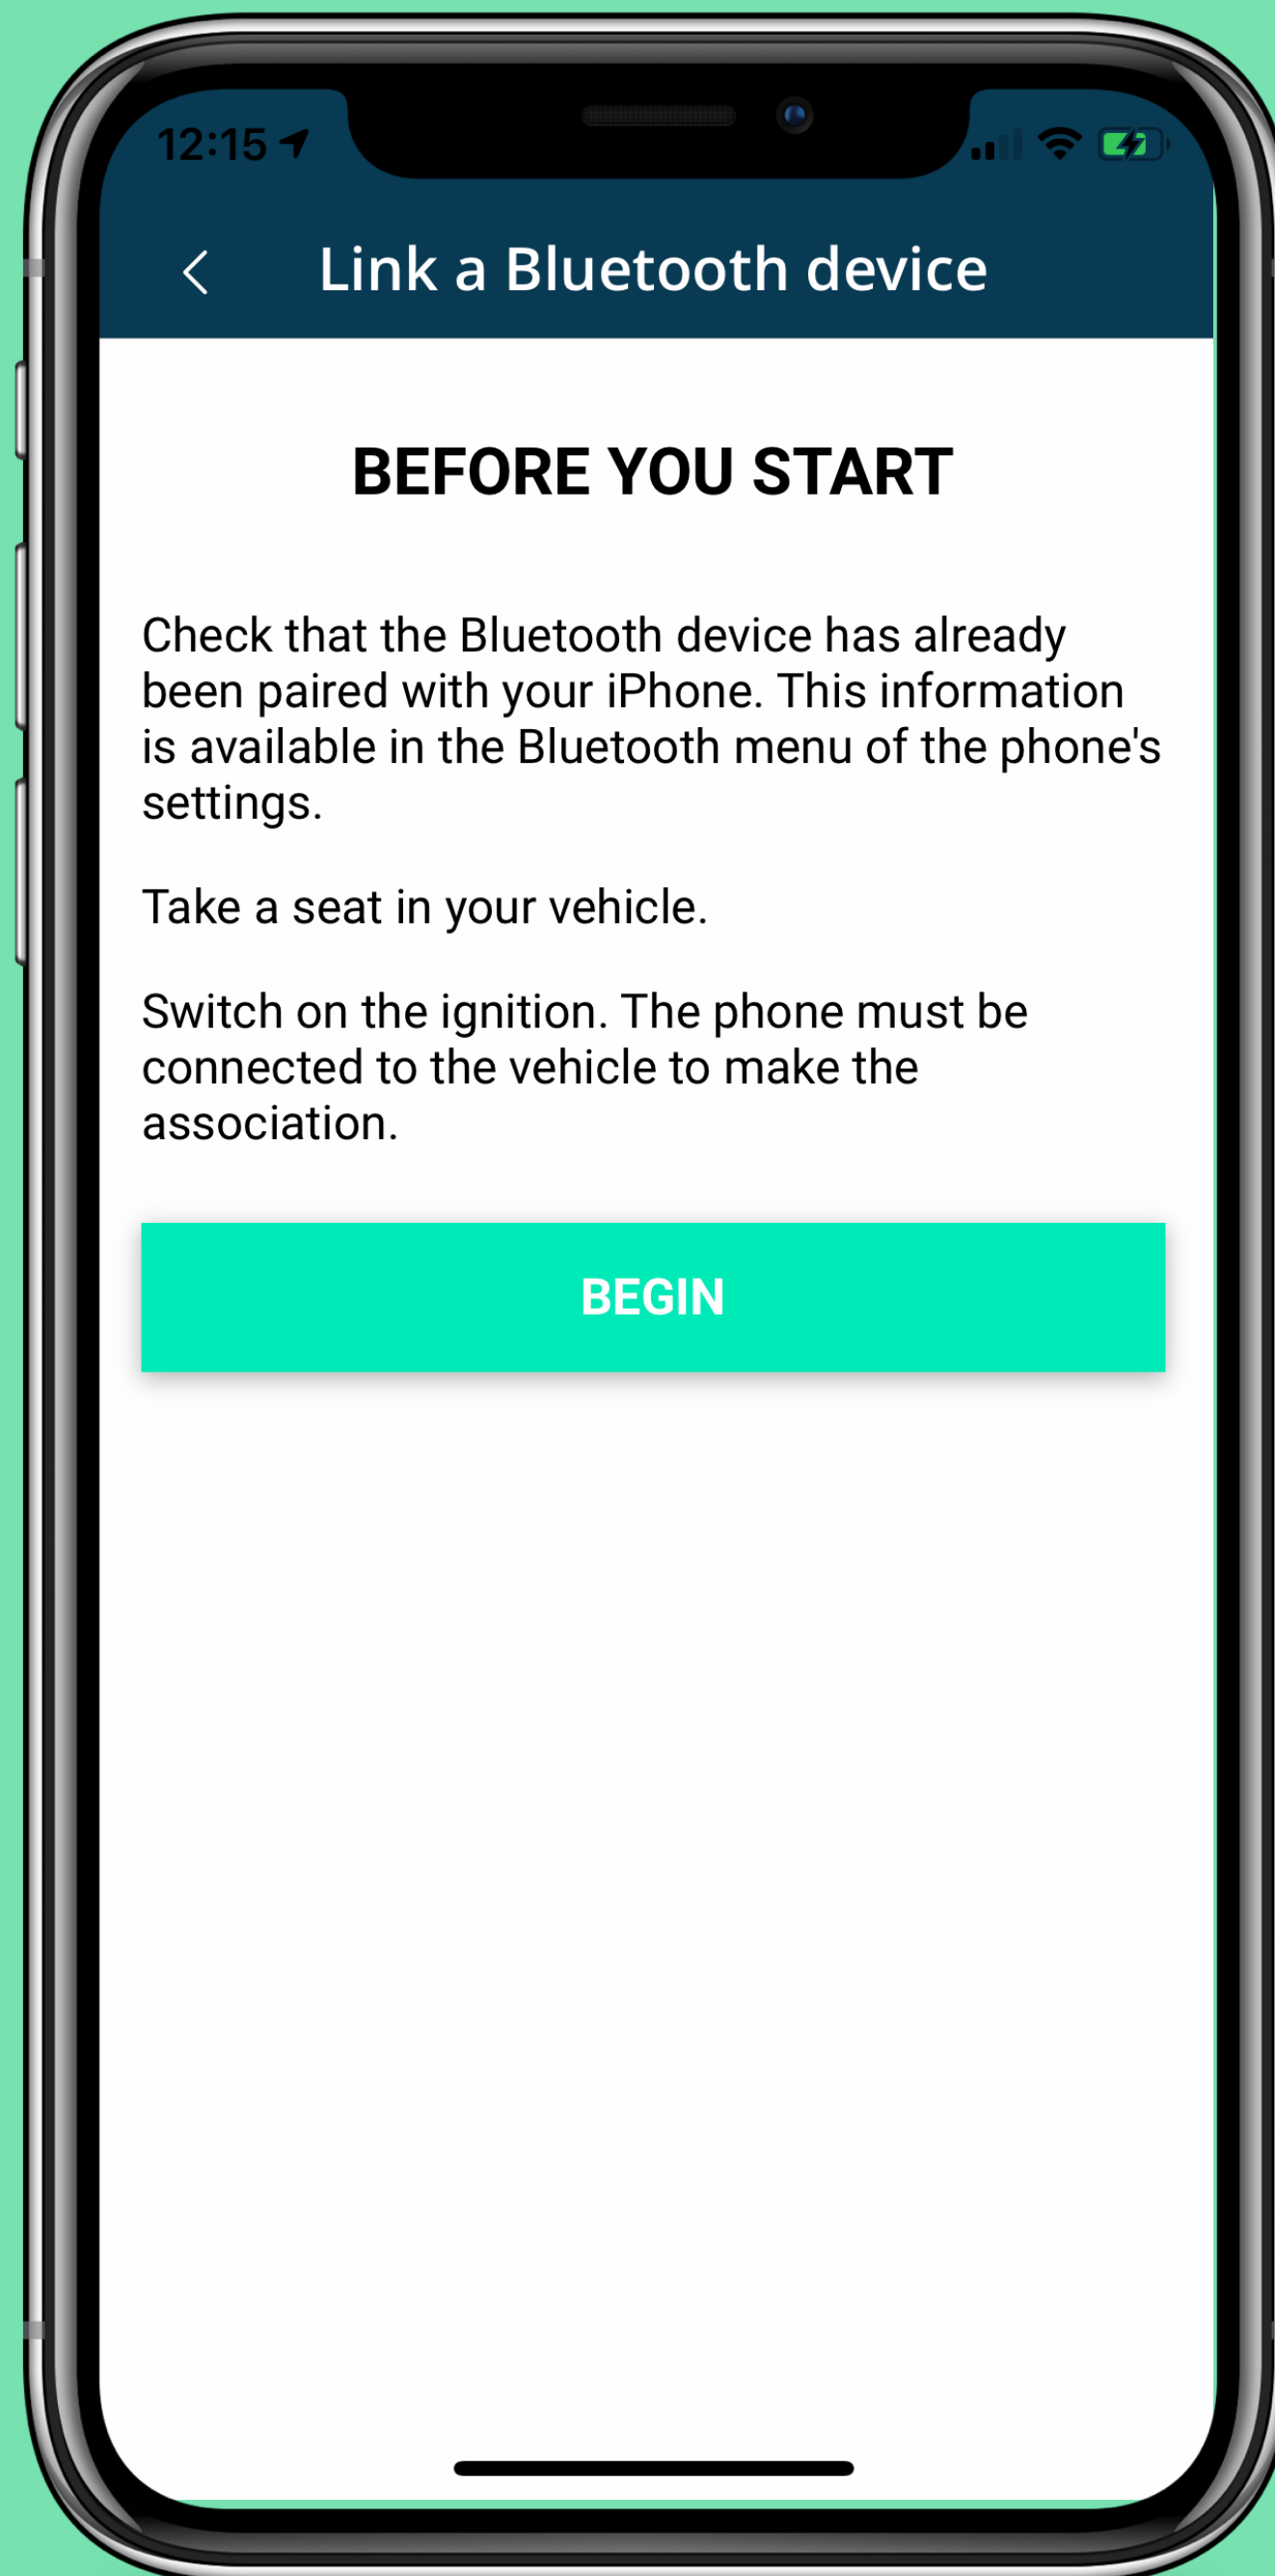 12:15
Link a Bluetooth device
BEFORE YOU START
Check that the Bluetooth device has already
been paired with your iPhone. This information
is available in the Bluetooth menu of the phone's
settings.
Take a seat in your vehicle.
Switch on the ignition. The phone must be
connected to the vehicle to make the
association.
BEGIN